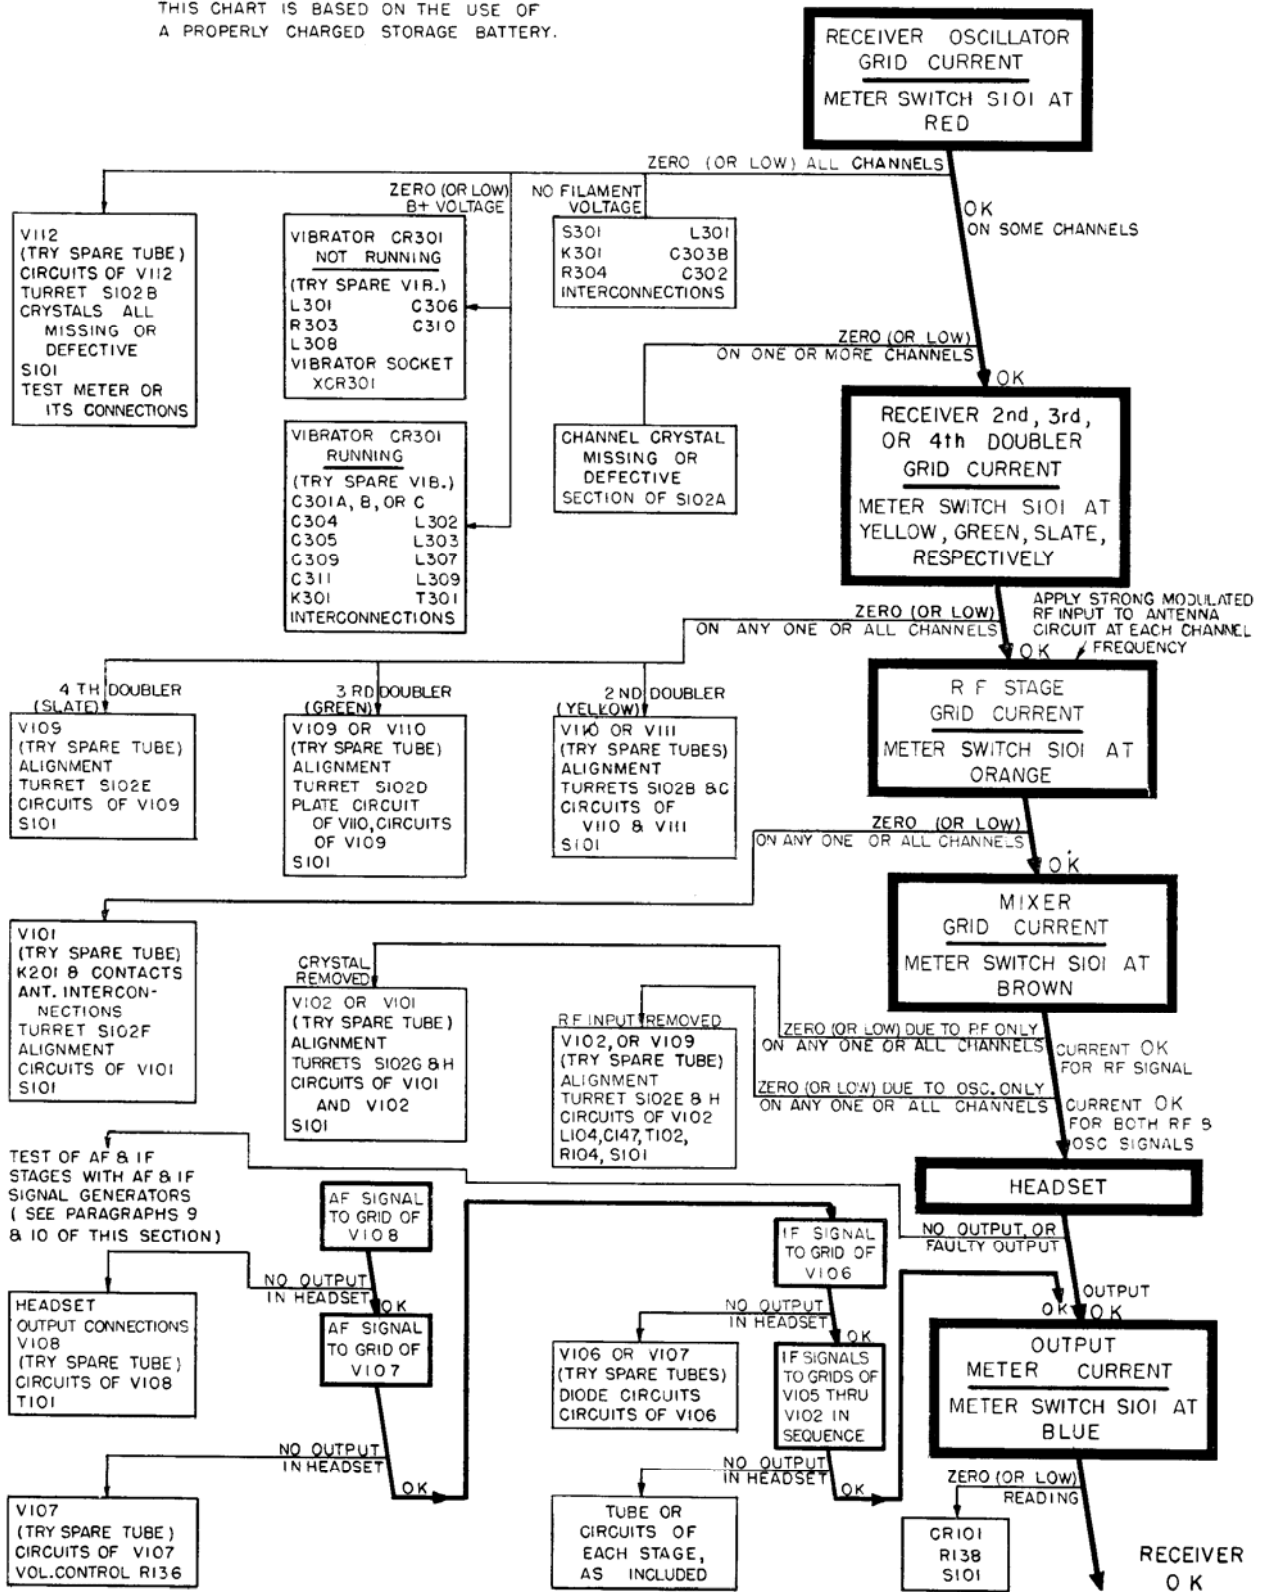 THIS CHART IS BASED ON THE USE OF
A PROPERLY CHARGED STORAGE BATTERY.
RECEIVER OSCILLATOR
GRID CURRENT
METER SWITCH S101 AT
RED
ZERO (OR LOW) ALL CHANNELS
OK
ON SOME CHANNELS
ZERO (OR LOW)
B+ VOLTAGE
NO FILAMENT
VOLTAGE
V112
(TRY SPARE TUBE)
CIRCUITS OF V112
TURRET S102B
CRYSTALS ALL
MISSING OR
DEFECTIVE
S101
TEST METER OR
ITS CONNECTIONS
VIBRATOR CR301
NOT RUNNING
(TRY SPARE VIB.)
L301 C306
R303 C310
L308
VIBRATOR SOCKET
XCR301
S301 L301
K301 C303B
R304 C302
INTERCONNECTIONS
ZERO (OR LOW)
ON ONE OR MORE CHANNELS
OK
VIBRATOR CR301
RUNNING
(TRY SPARE VIB.)
C301A, B, OR C
C304 L302
C305 L303
C309 L307
C311 L309
K301 T301
INTERCONNECTIONS
CHANNEL CRYSTAL
MISSING OR
DEFECTIVE
SECTION OF S102A
RECEIVER 2nd, 3rd,
OR 4th DOUBLER
GRID CURRENT
METER SWITCH S101 AT
YELLOW, GREEN, SLATE,
RESPECTIVELY
ZERO (OR LOW)
ON ANY ONE OR ALL CHANNELS
APPLY STRONG MODULATED
RF INPUT TO ANTENNA
CIRCUIT AT EACH CHANNEL
FREQUENCY
OK
4 TH DOUBLER
(SLATE)
3 RD DOUBLER
(GREEN)
2 ND DOUBLER
(YELLOW)
V109
(TRY SPARE TUBE)
ALIGNMENT
TURRET S102E
CIRCUITS OF V109
S101
V109 OR V110
(TRY SPARE TUBE)
ALIGNMENT
TURRET S102D
PLATE CIRCUIT
OF V110, CIRCUITS
OF V109
S101
V110 OR V111
(TRY SPARE TUBES)
ALIGNMENT
TURRETS S102B & C
CIRCUITS OF
V110 & V111
S101
R F STAGE
GRID CURRENT
METER SWITCH S101 AT
ORANGE
ZERO (OR LOW)
ON ANY ONE OR ALL CHANNELS
OK
V101
(TRY SPARE TUBE)
K201 & CONTACTS
ANT. INTERCON-
NECTIONS
TURRET S102F
ALIGNMENT
CIRCUITS OF V101
S101
MIXER
GRID CURRENT
METER SWITCH S101 AT
BROWN
CRYSTAL
REMOVED
V102 OR V101
(TRY SPARE TUBE)
ALIGNMENT
TURRETS S102G & H
CIRCUITS OF V101
AND V102
S101
R.F INPUT REMOVED
V102, OR V109
(TRY SPARE TUBE)
ALIGNMENT
TURRET S102E & H
CIRCUITS OF V102
L104, C147, T102,
R104, S101
ZERO (OR LOW) DUE TO RF ONLY
ON ANY ONE OR ALL CHANNELS
CURRENT OK
FOR RF SIGNAL
ZERO (OR LOW) DUE TO OSC. ONLY
ON ANY ONE OR ALL CHANNELS
CURRENT OK
FOR BOTH RF &
OSC SIGNALS
TEST OF AF & IF
STAGES WITH AF & IF
SIGNAL GENERATORS
( SEE PARAGRAPHS 9
& 10 OF THIS SECTION)
HEADSET
NO OUTPUT, OR
FAULTY OUTPUT
OUTPUT
OK
OK
AF SIGNAL
TO GRID OF
V108
NO OUTPUT
IN HEADSET
OK
HEADSET
OUTPUT CONNECTIONS
V108
(TRY SPARE TUBE)
CIRCUITS OF V108
T101
AF SIGNAL
TO GRID OF
V107
NO OUTPUT
IN HEADSET
OK
V107
(TRY SPARE TUBE)
CIRCUITS OF V107
VOL.CONTROL R136
IF SIGNAL
TO GRID OF
V106
NO OUTPUT
IN HEADSET
OK
V106 OR V107
(TRY SPARE TUBES)
DIODE CIRCUITS
CIRCUITS OF V106
IF SIGNALS
TO GRIDS OF
V105 THRU
V102 IN
SEQUENCE
NO OUTPUT
IN HEADSET
OK
TUBE OR
CIRCUITS OF
EACH STAGE,
AS INCLUDED
OUTPUT
METER CURRENT
METER SWITCH S101 AT
BLUE
ZERO (OR LOW)
READING
CR101
R138
S101
RECEIVER
OK